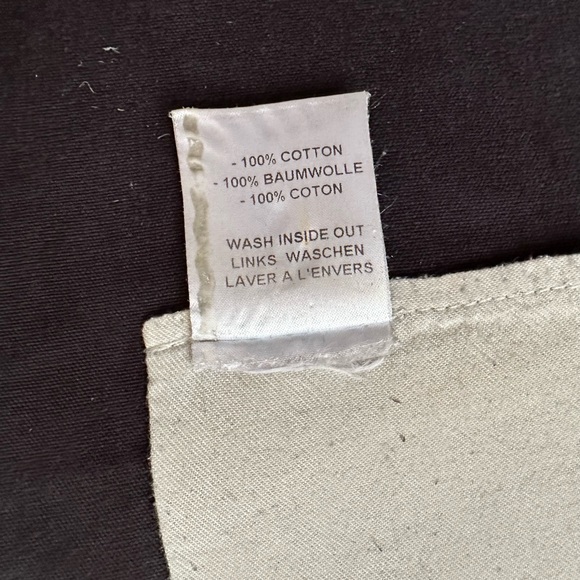 - 100% COTTON
- 100% BAUMWOLLE
- 100% COTON
WASH INSIDE OUT
LINKS WASCHEN
LAVER A L'ENVERS